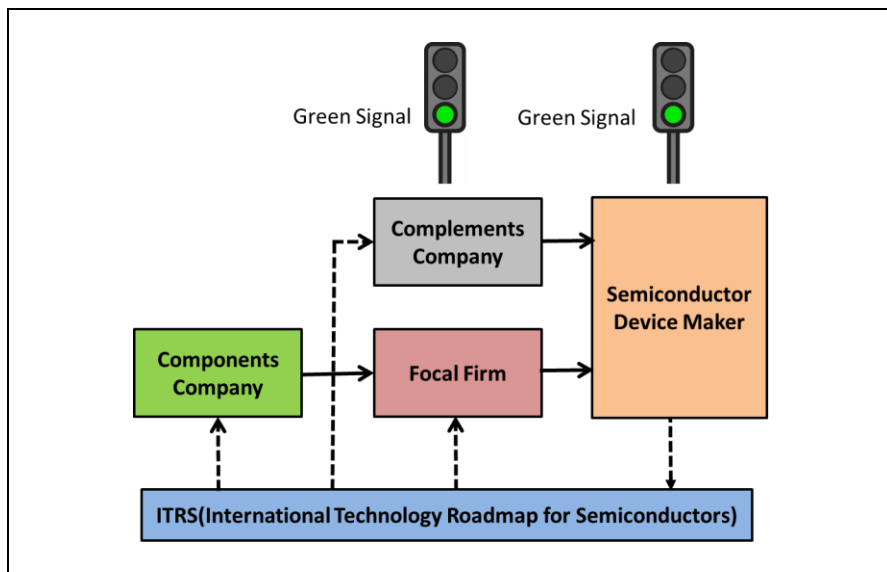 Green Signal
Green Signal
Complements
Company
Semiconductor
Device Maker
Components
Company
Focal Firm
ITRS(International Technology Roadmap for Semiconductors)